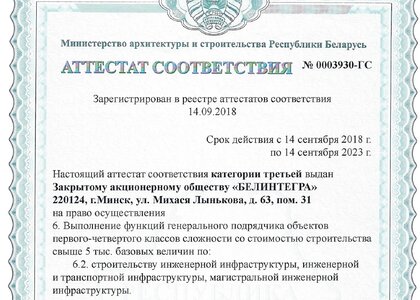 Министерство архитектуры и строительства Республики Беларусь
АТТЕСТАТ СООТВЕТСТВИЯ № 0003930-ГС
Зарегистрирован в реестре аттестатов соответствия
14.09.2018
Срок действия с 14 сентября 2018 г.
по 14 сентября 2023 г.
Настоящий аттестат соответствия категории третьей выдан
Закрытому акционерному обществу «БЕЛИНТЕГРА»
220124, г.Минск, ул. Михася Лынькова, д. 63, пом. 31
на право осуществления
6. Выполнение функций генерального подрядчика объектов
первого-четвертого классов сложности со стоимостью строительства
свыше 5 тыс. базовых величин по:
6.2. строительству инженерной инфраструктуры, инженерной
и транспортной инфраструктуры, магистральной инженерной
инфраструктуры.